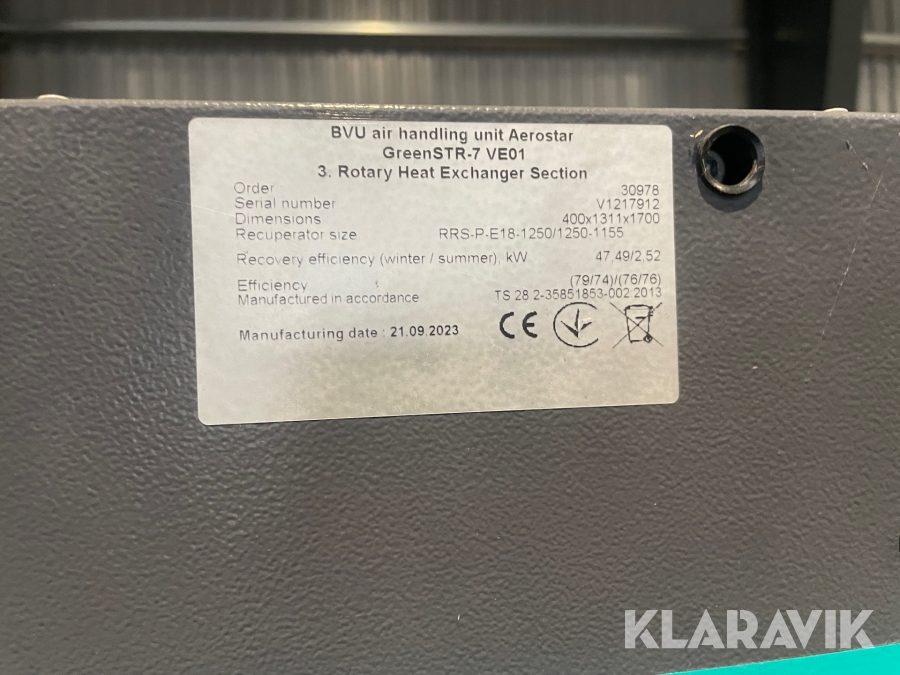 BVU air handling unit Aerostar
GreenSTR-7 VE01
3. Rotary Heat Exchanger Section
Order 30978
Serial number V1217912
Dimensions 400x1311x1700
Recuperator size RRS-P-E18-1250/1250-1155
Recovery efficiency (winter / summer), kW 47,49/2,52
Efficiency (79/74)/(76/76)
Manufactured in accordance TS 28.2-35851853-002:2013
Manufacturing date : 21.09.2023 CE
KLARAVIK